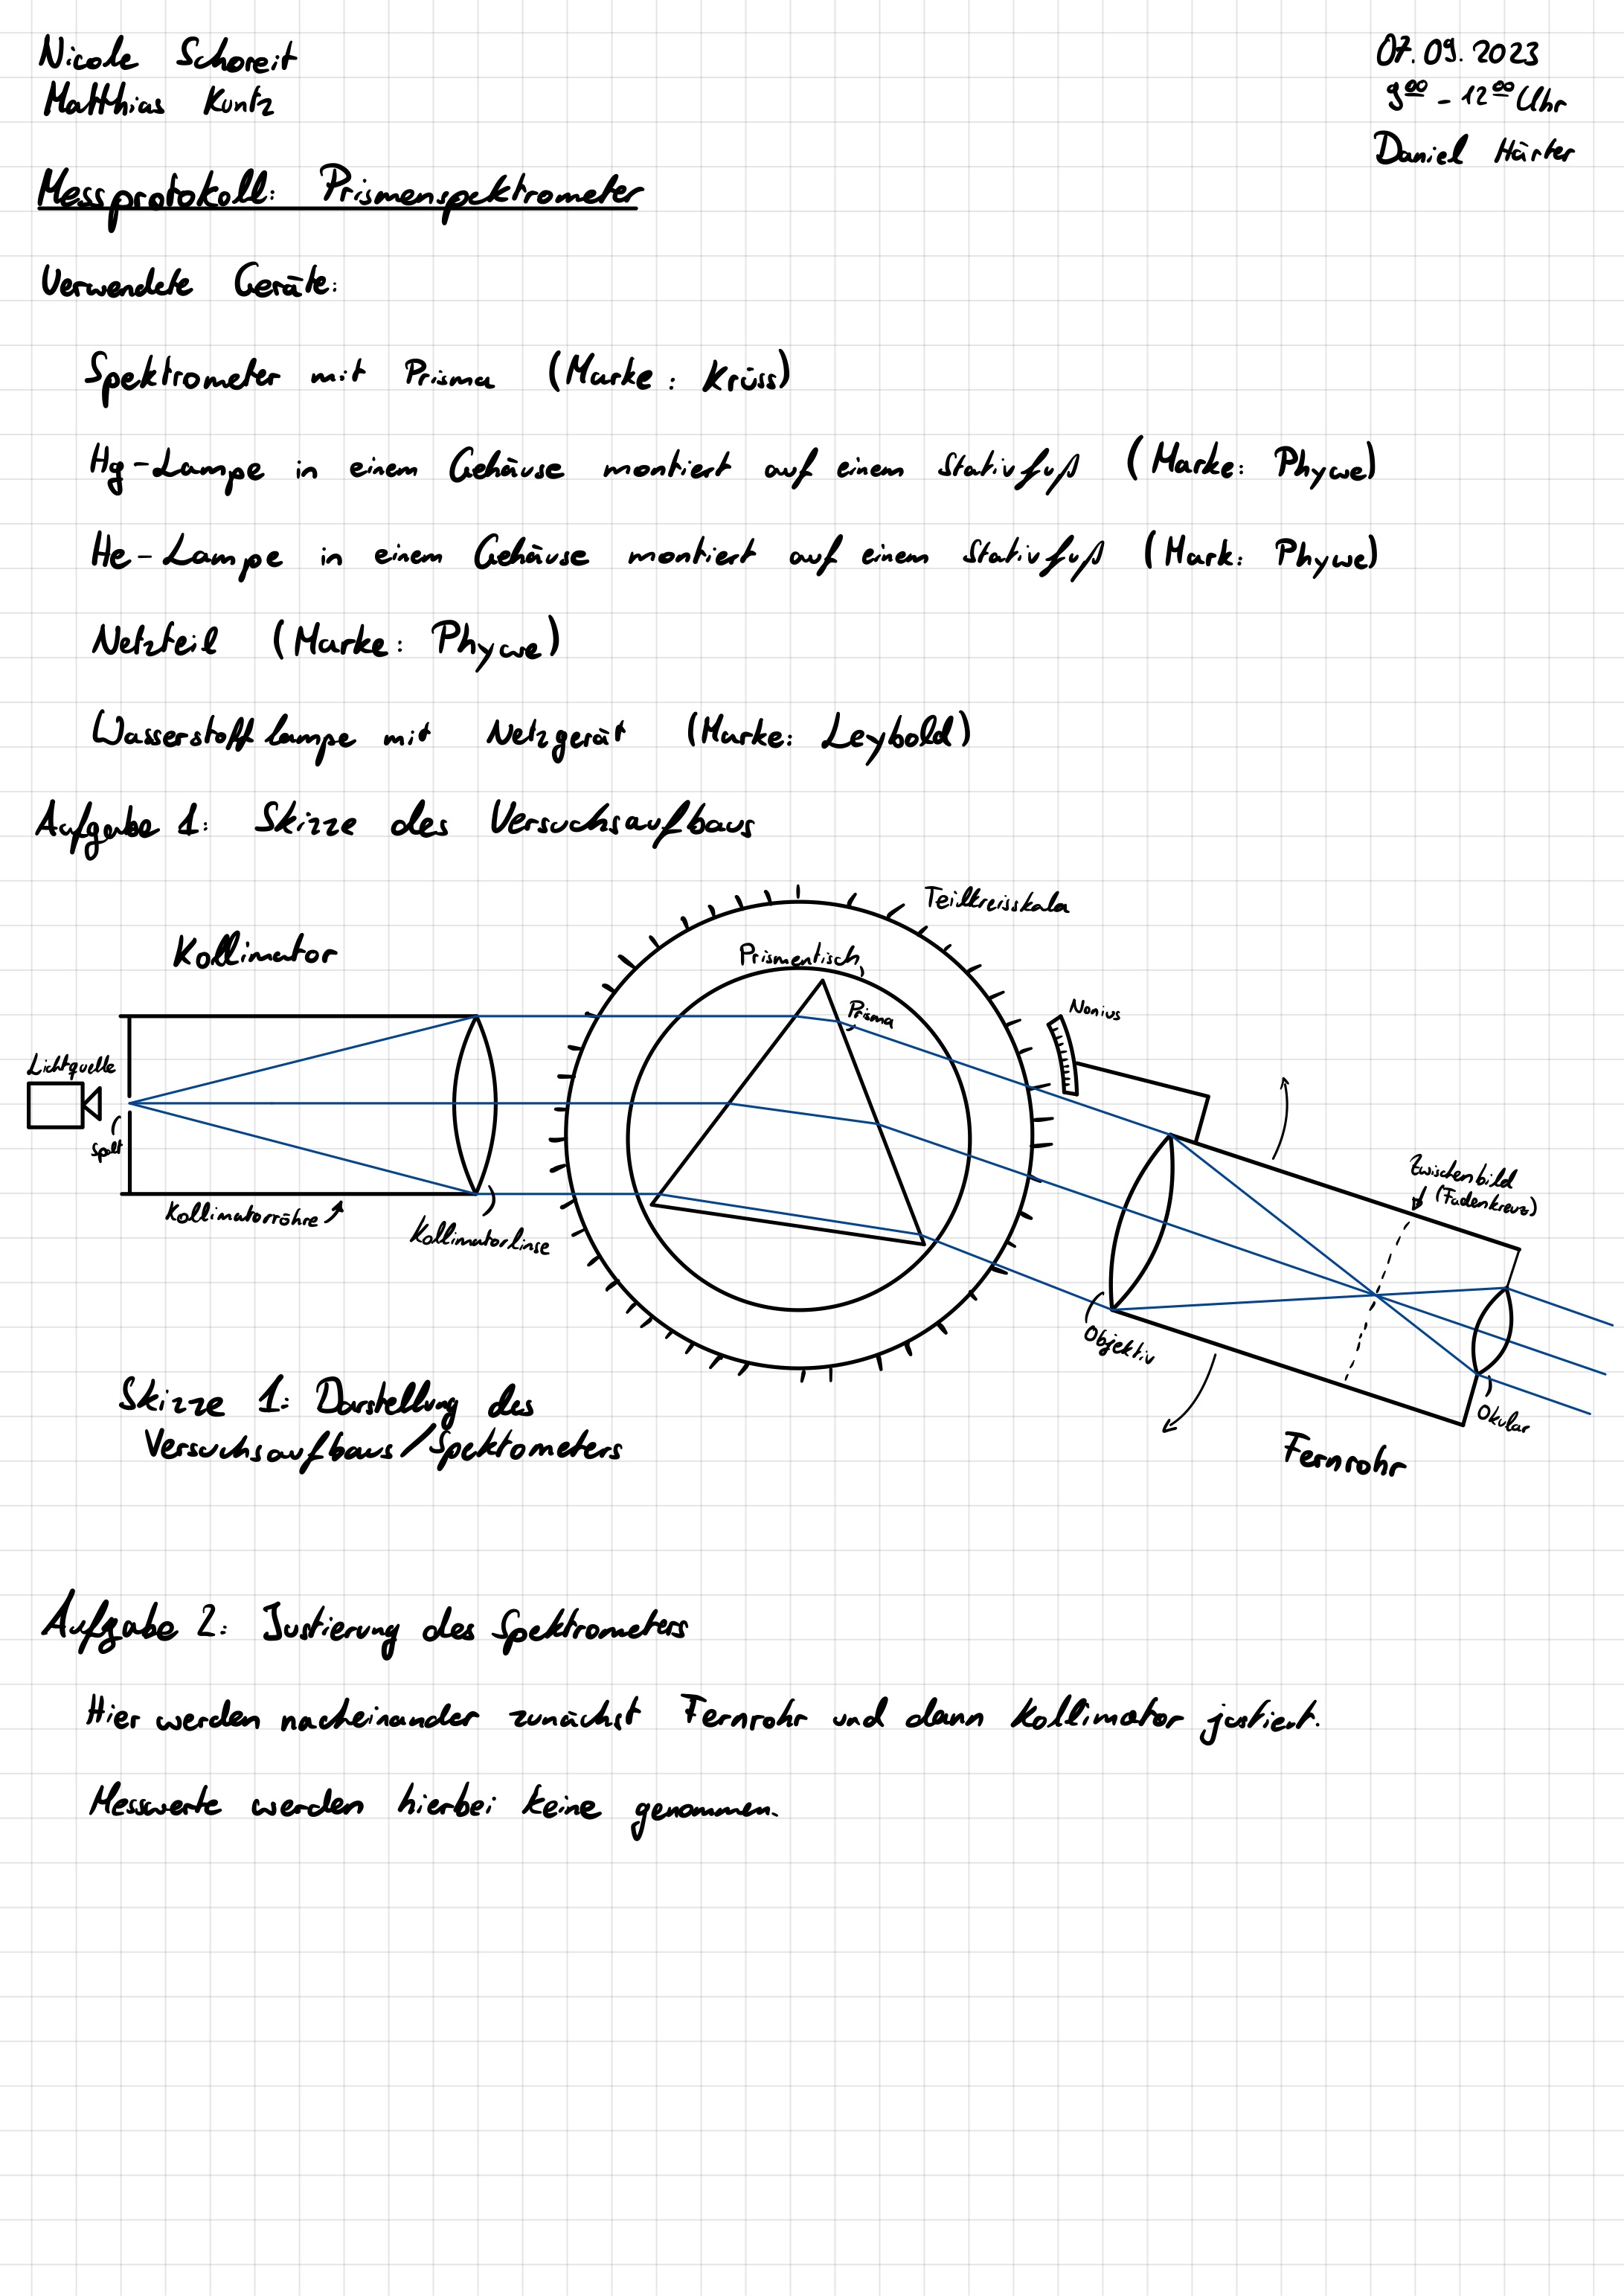 Nicole Schoreit
Matthias Kuntz
07.09.2023
9⁰⁰ - 12⁰⁰ Uhr
Daniel Härter
Messprotokoll: Prismenspektrometer
Verwendete Geräte:
Spektrometer mit Prisma (Marke: Krüss)
Hg-Lampe in einem Gehäuse montiert auf einem Stativfuß (Marke: Phywe)
He-Lampe in einem Gehäuse montiert auf einem Stativfuß (Mark: Phywe)
Netzteil (Marke: Phywe)
Wasserstofflampe mit Netzgerät (Marke: Leybold)
Aufgabe 1: Skizze des Versuchsaufbaus
Teilkreisskala
Kollimator
Prismentisch
Prisma
Nonius
Lichtquelle
Spalt
Zwischenbild
(Fadenkreuz)
Kollimatorröhre
Kollimatorlinse
Objektiv
Okular
Fernrohr
Skizze 1: Darstellung des
Versuchsaufbaus/Spektometers
Aufgabe 2: Justierung des Spektrometers
Hier werden nacheinander zunächst Fernrohr und dann Kollimator justiert.
Messwerte werden hierbei keine genommen.